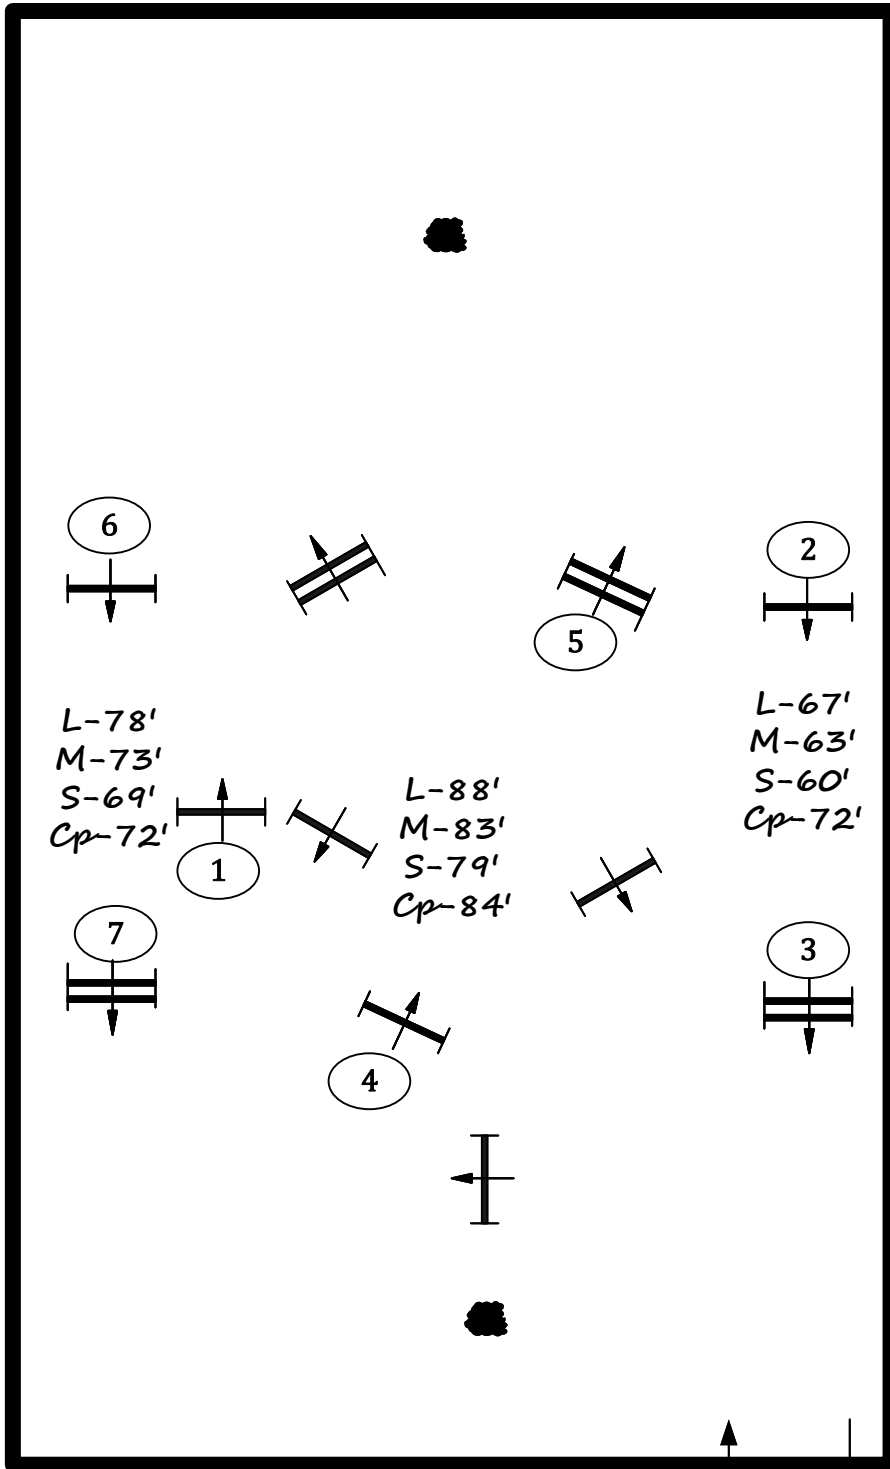 6
2
5
L-78'
M-73'
S-69'
Cp-72'
L-67'
M-63'
S-60'
Cp-72'
L-88'
M-83'
S-79'
Cp-84'
1
7
3
4